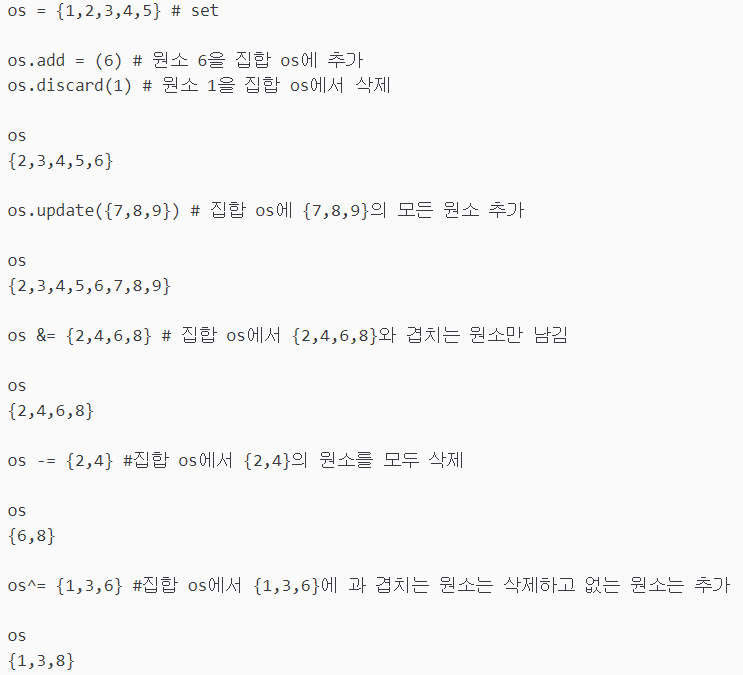 os = {1,2,3,4,5} # set
os.add = (6) # 원소 6을 집합 os에 추가
os.discard(1) # 원소 1을 집합 os에서 삭제
os
{2,3,4,5,6}
os.update({7,8,9}) # 집합 os에 {7,8,9}의 모든 원소 추가
os
{2,3,4,5,6,7,8,9}
os &= {2,4,6,8} # 집합 os에서 {2,4,6,8}와 겹치는 원소만 남김
os
{2,4,6,8}
os -= {2,4} #집합 os에서 {2,4}의 원소를 모두 삭제
os
{6,8}
os^= {1,3,6} #집합 os에서 {1,3,6}에 과 겹치는 원소는 삭제하고 없는 원소는 추가
os
{1,3,8}